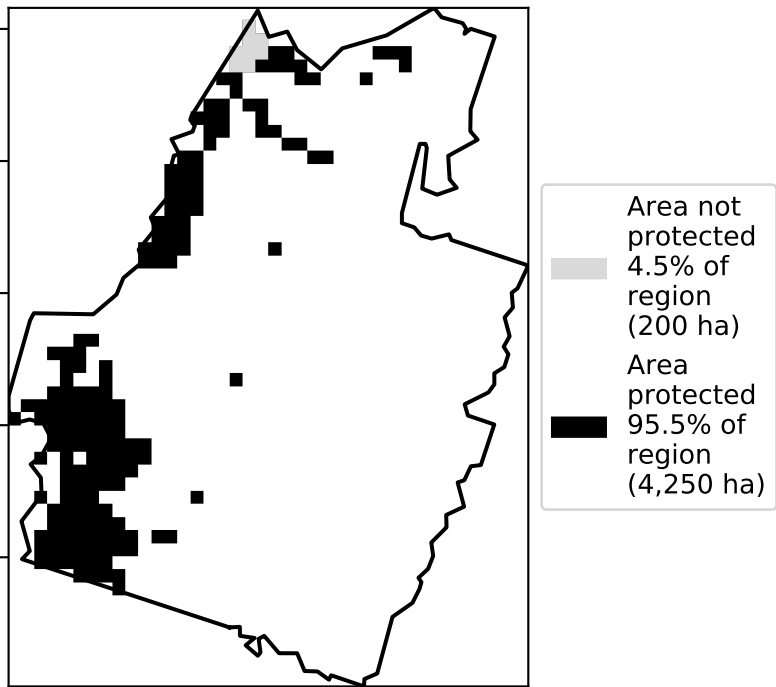 Area not
protected
4.5% of
region
(200 ha)
Area
protected
95.5% of
region
(4,250 ha)